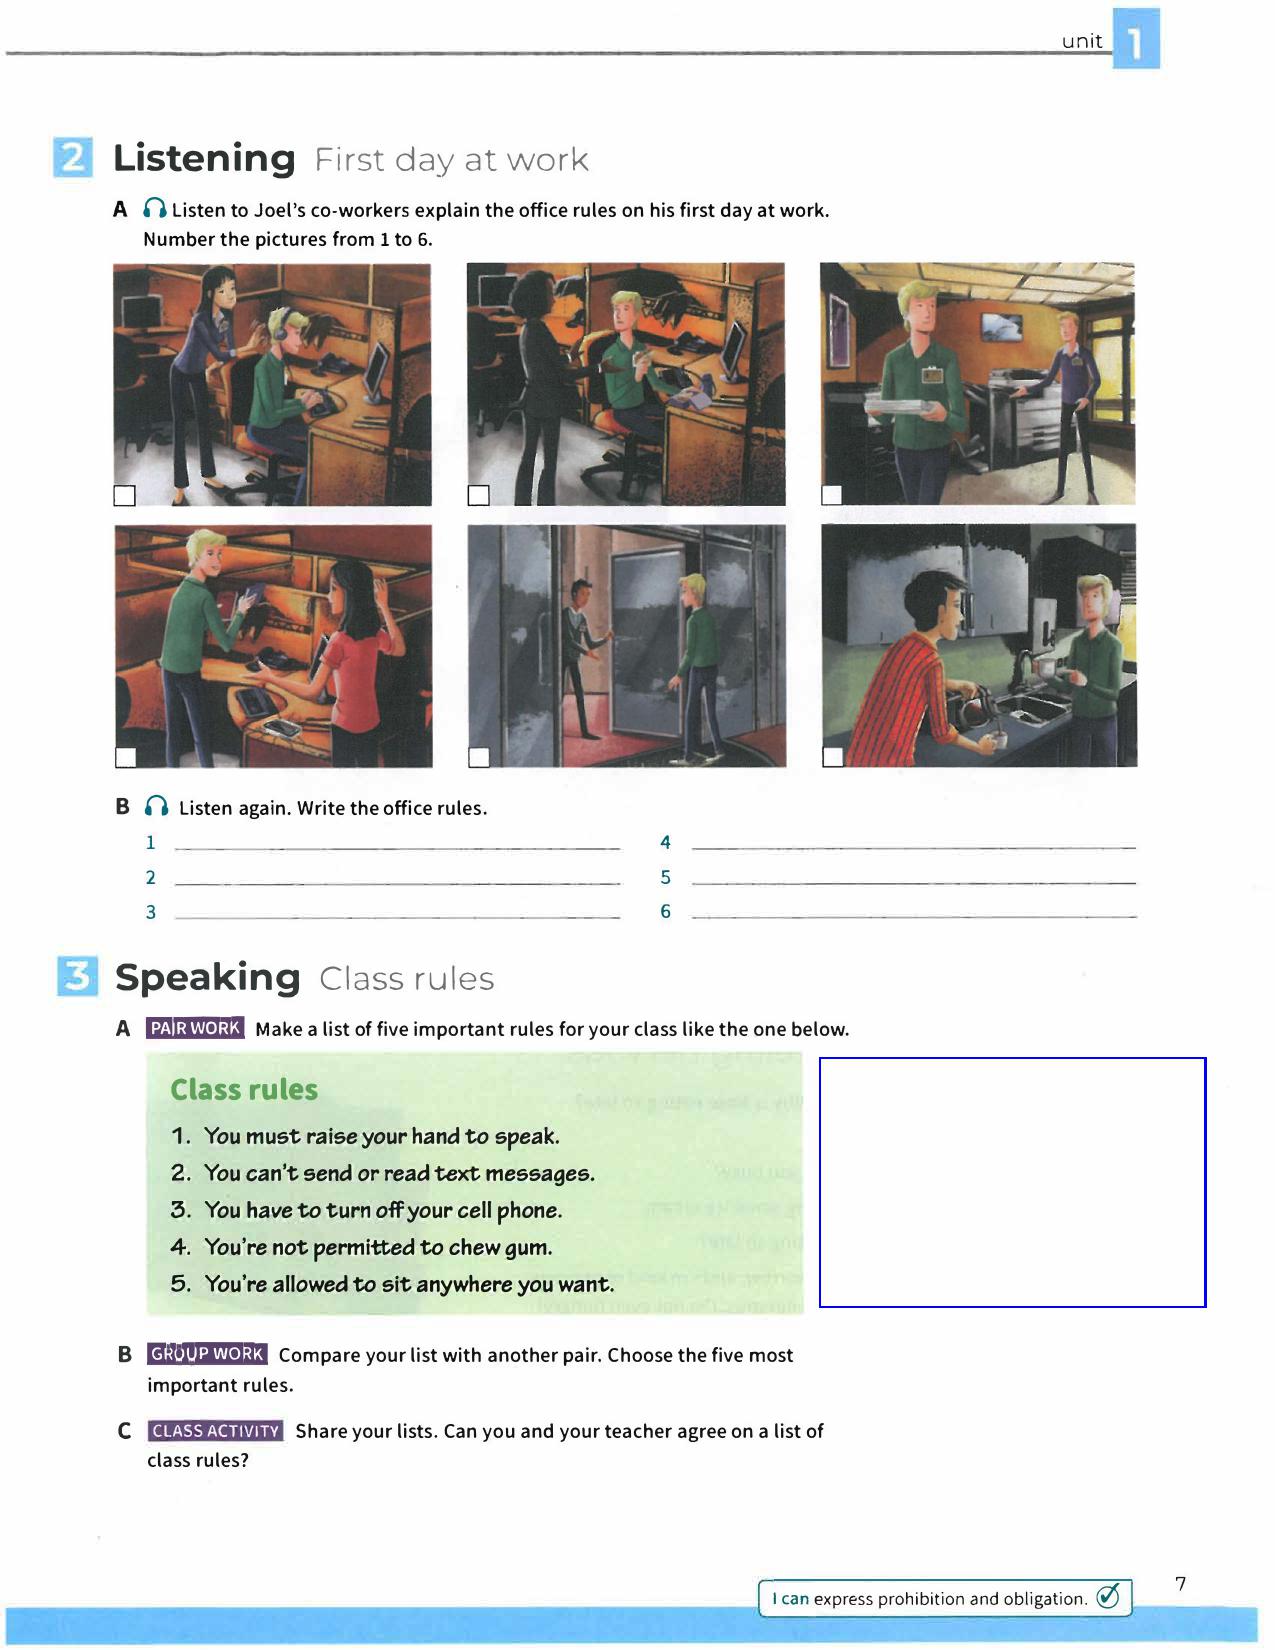 unit 1
2 Listening First day at work
A Listen to Joel's co-workers explain the office rules on his first day at work.
Number the pictures from 1 to 6.
B Listen again. Write the office rules.
1
2
3
4
5
6
3 Speaking Class rules
A PAIR WORK Make a list of five important rules for your class like the one below.
Class rules
1. You must raise your hand to speak.
2. You can't send or read text messages.
3. You have to turn off your cell phone.
4. You're not permitted to chew gum.
5. You're allowed to sit anywhere you want.
B GROUP WORK Compare your list with another pair. Choose the five most
important rules.
C CLASS ACTIVITY Share your lists. Can you and your teacher agree on a list of
class rules?
I can express prohibition and obligation.
7